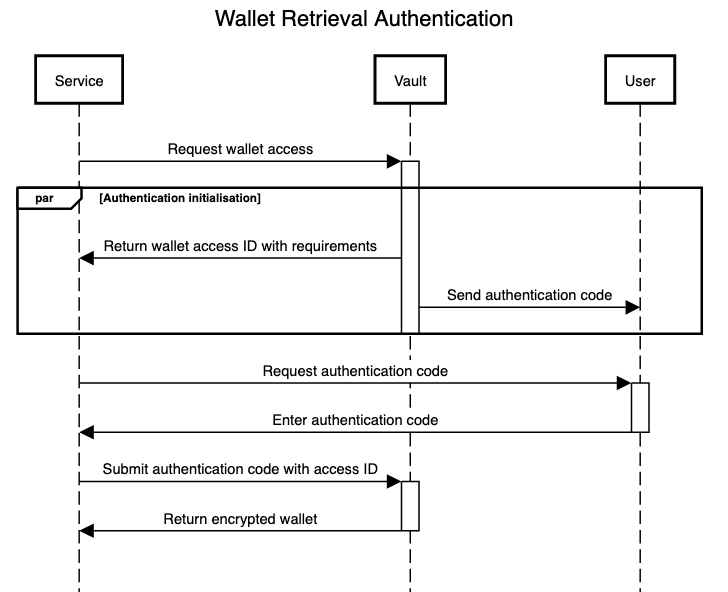 Wallet Retrieval Authentication
Service
Vault
User
Request wallet access
par
[Authentication initialisation]
Return wallet access ID with requirements
Send authentication code
Request authentication code
Enter authentication code
Submit authentication code with access ID
Return encrypted wallet